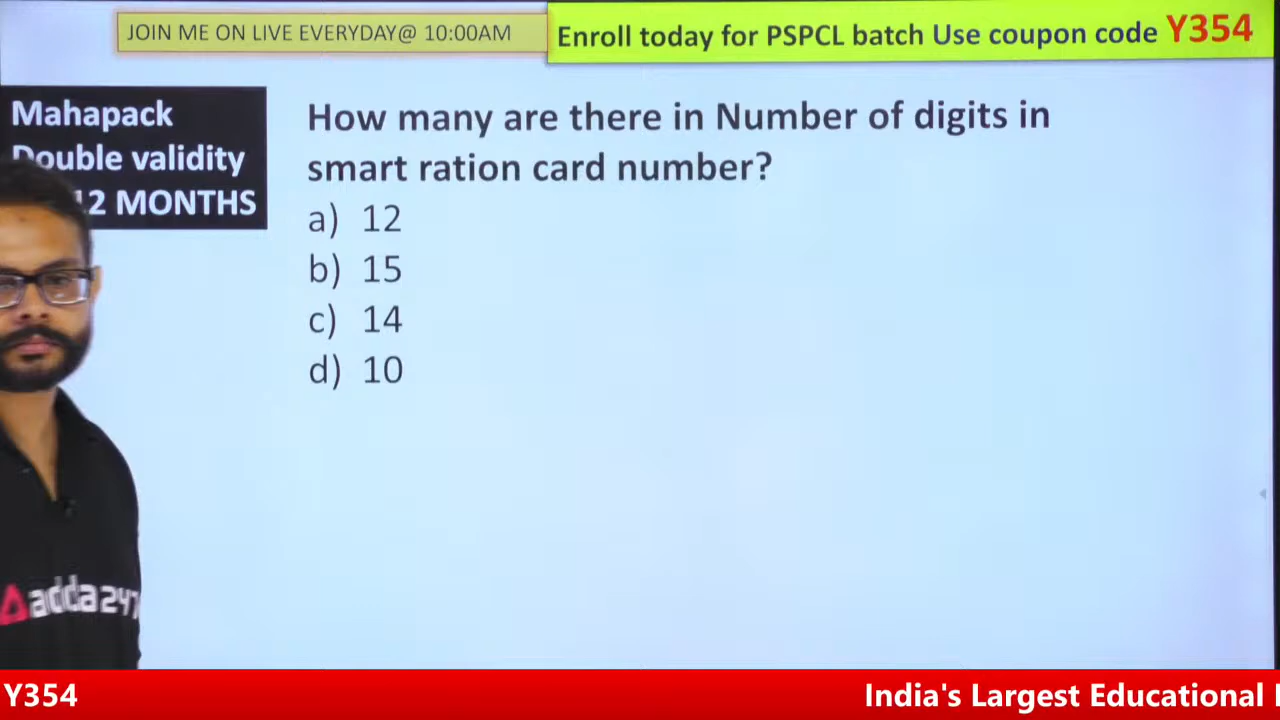 JOIN ME ON LIVE EVERYDAY@ 10:00AM
Enroll today for PSPCL batch Use coupon code Y354
Mahapack
Double validity
12 MONTHS
How many are there in Number of digits in
smart ration card number?
a) 12
b) 15
c) 14
d) 10
adda247
Y354
India's Largest Educational